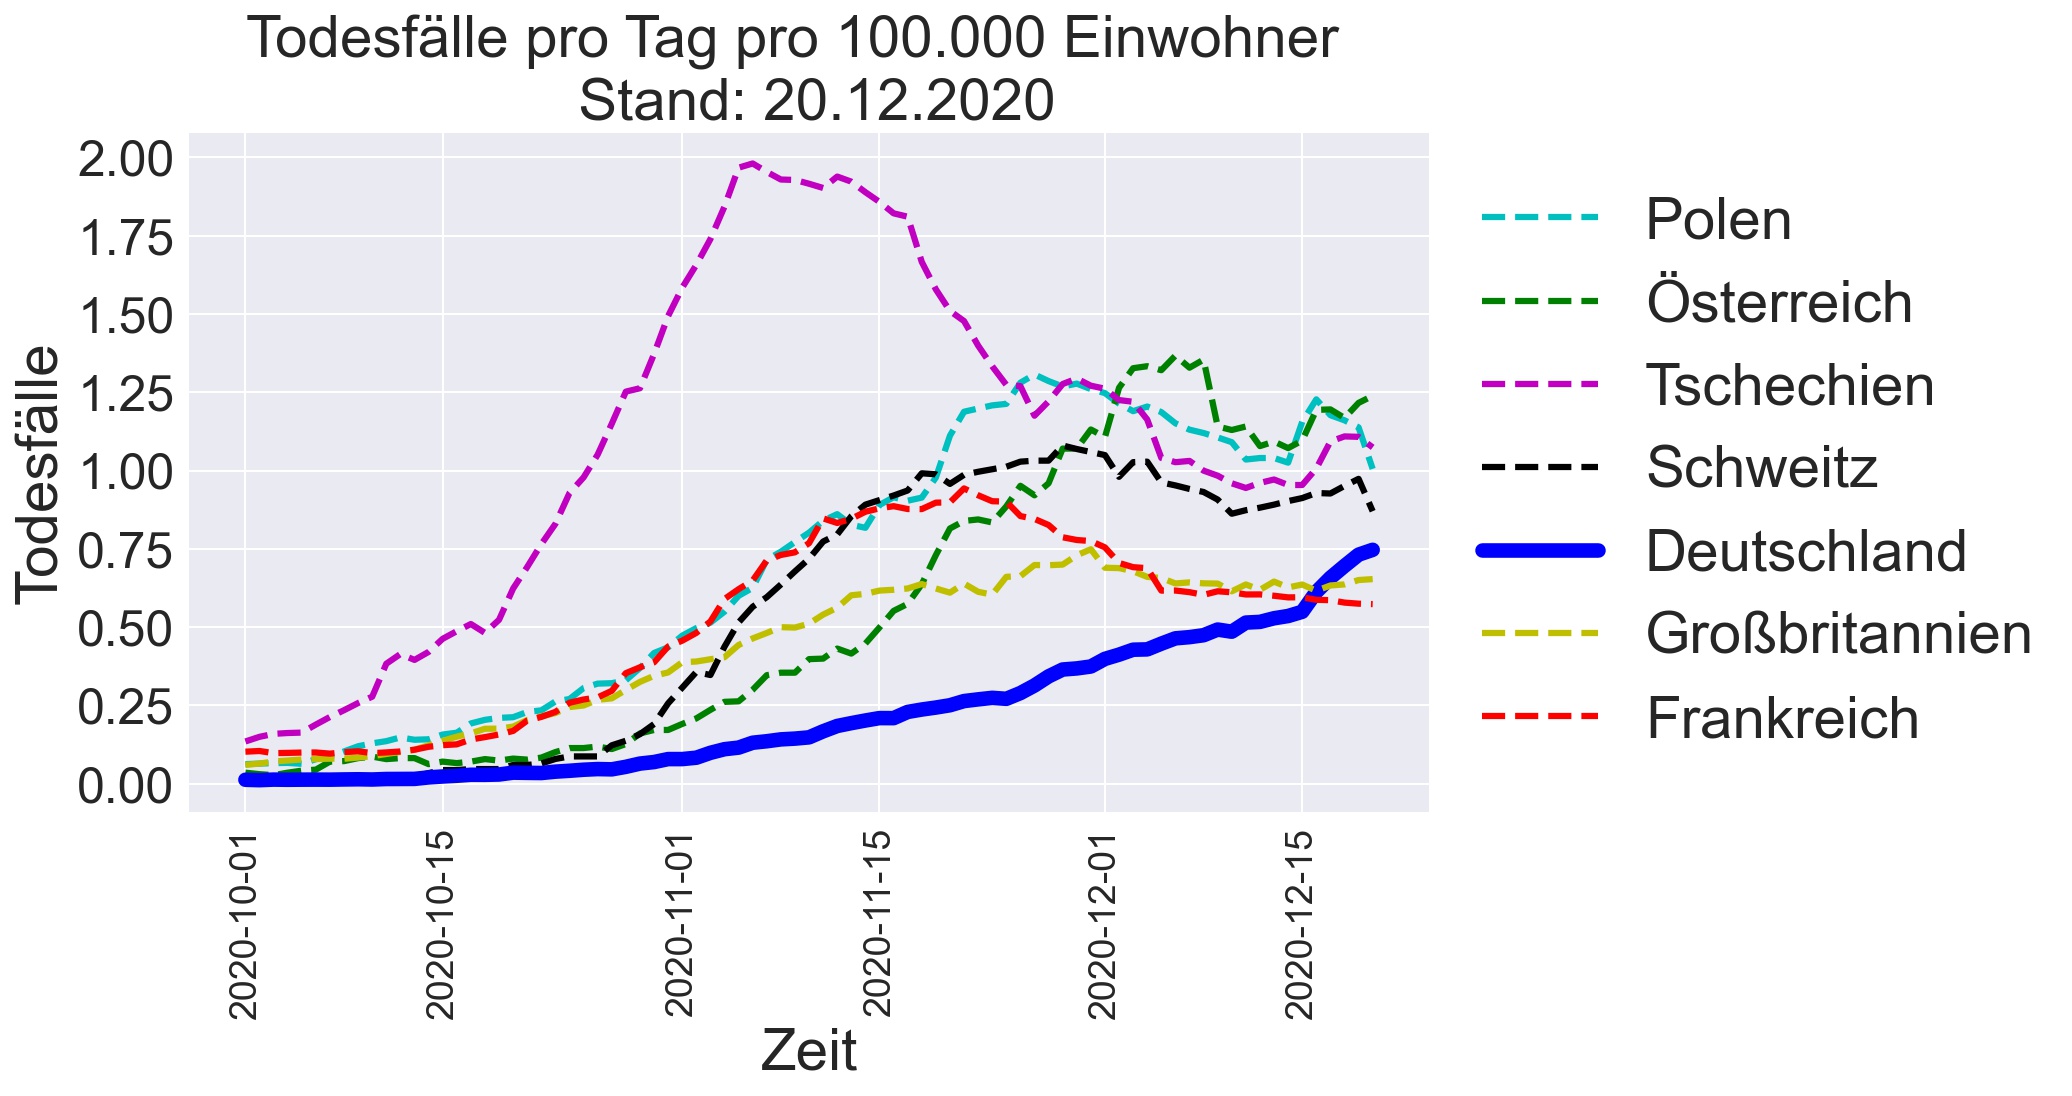 Todesfälle pro Tag pro 100.000 Einwohner
Stand: 20.12.2020
Todesfälle
2.00
1.75
1.50
1.25
1.00
0.75
0.50
0.25
0.00
2020-10-01
2020-10-15
2020-11-01
2020-11-15
2020-12-01
2020-12-15
Zeit
Polen
Österreich
Tschechien
Schweitz
Deutschland
Großbritannien
Frankreich